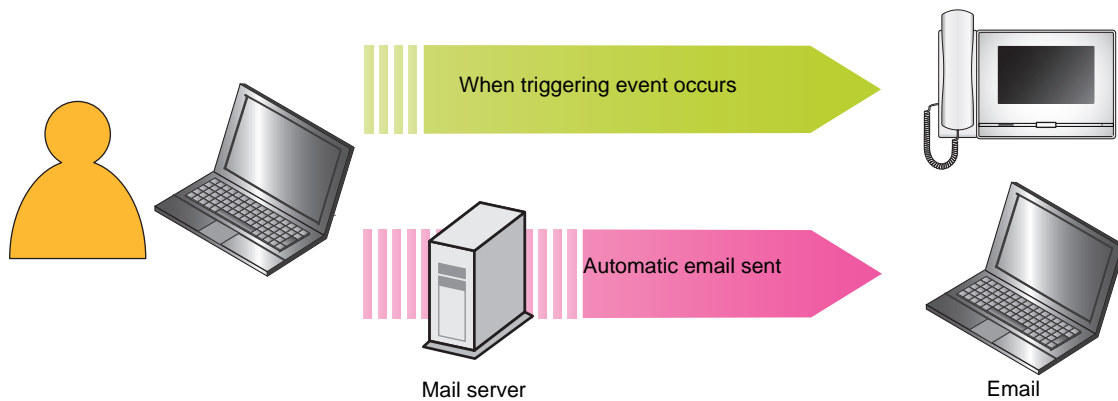 When triggering event occurs
Automatic email sent
Mail server
Email